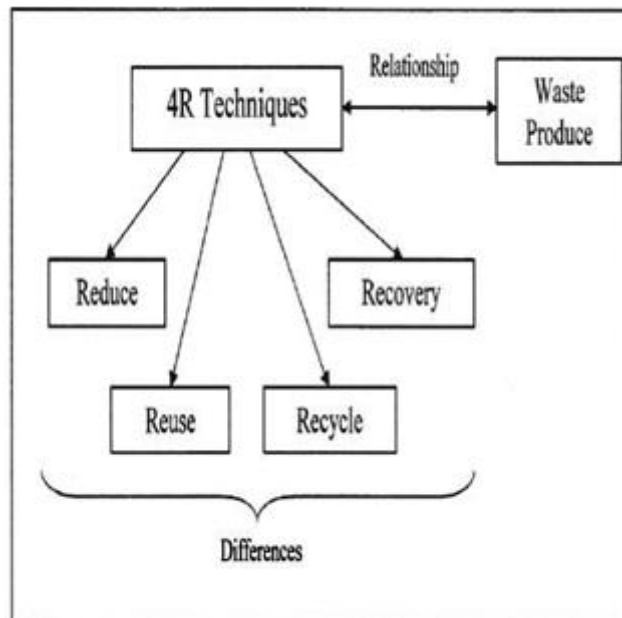 Relationship
4R Techniques
Waste
Produce
Reduce
Recovery
Reuse
Recycle
Differences